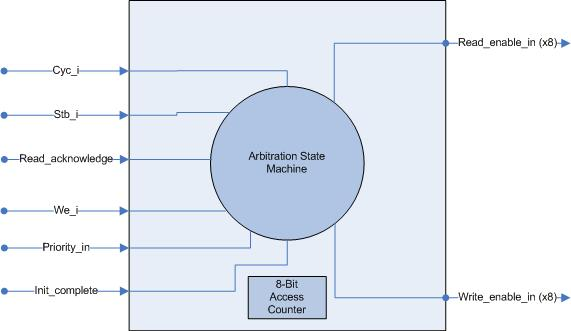 Cyc_i
Read_enable_in (x8)
Stb_i
Read_acknowledge
Arbitration State
Machine
We_i
Priority_in
Init_complete
8-Bit
Access
Counter
Write_enable_in (x8)